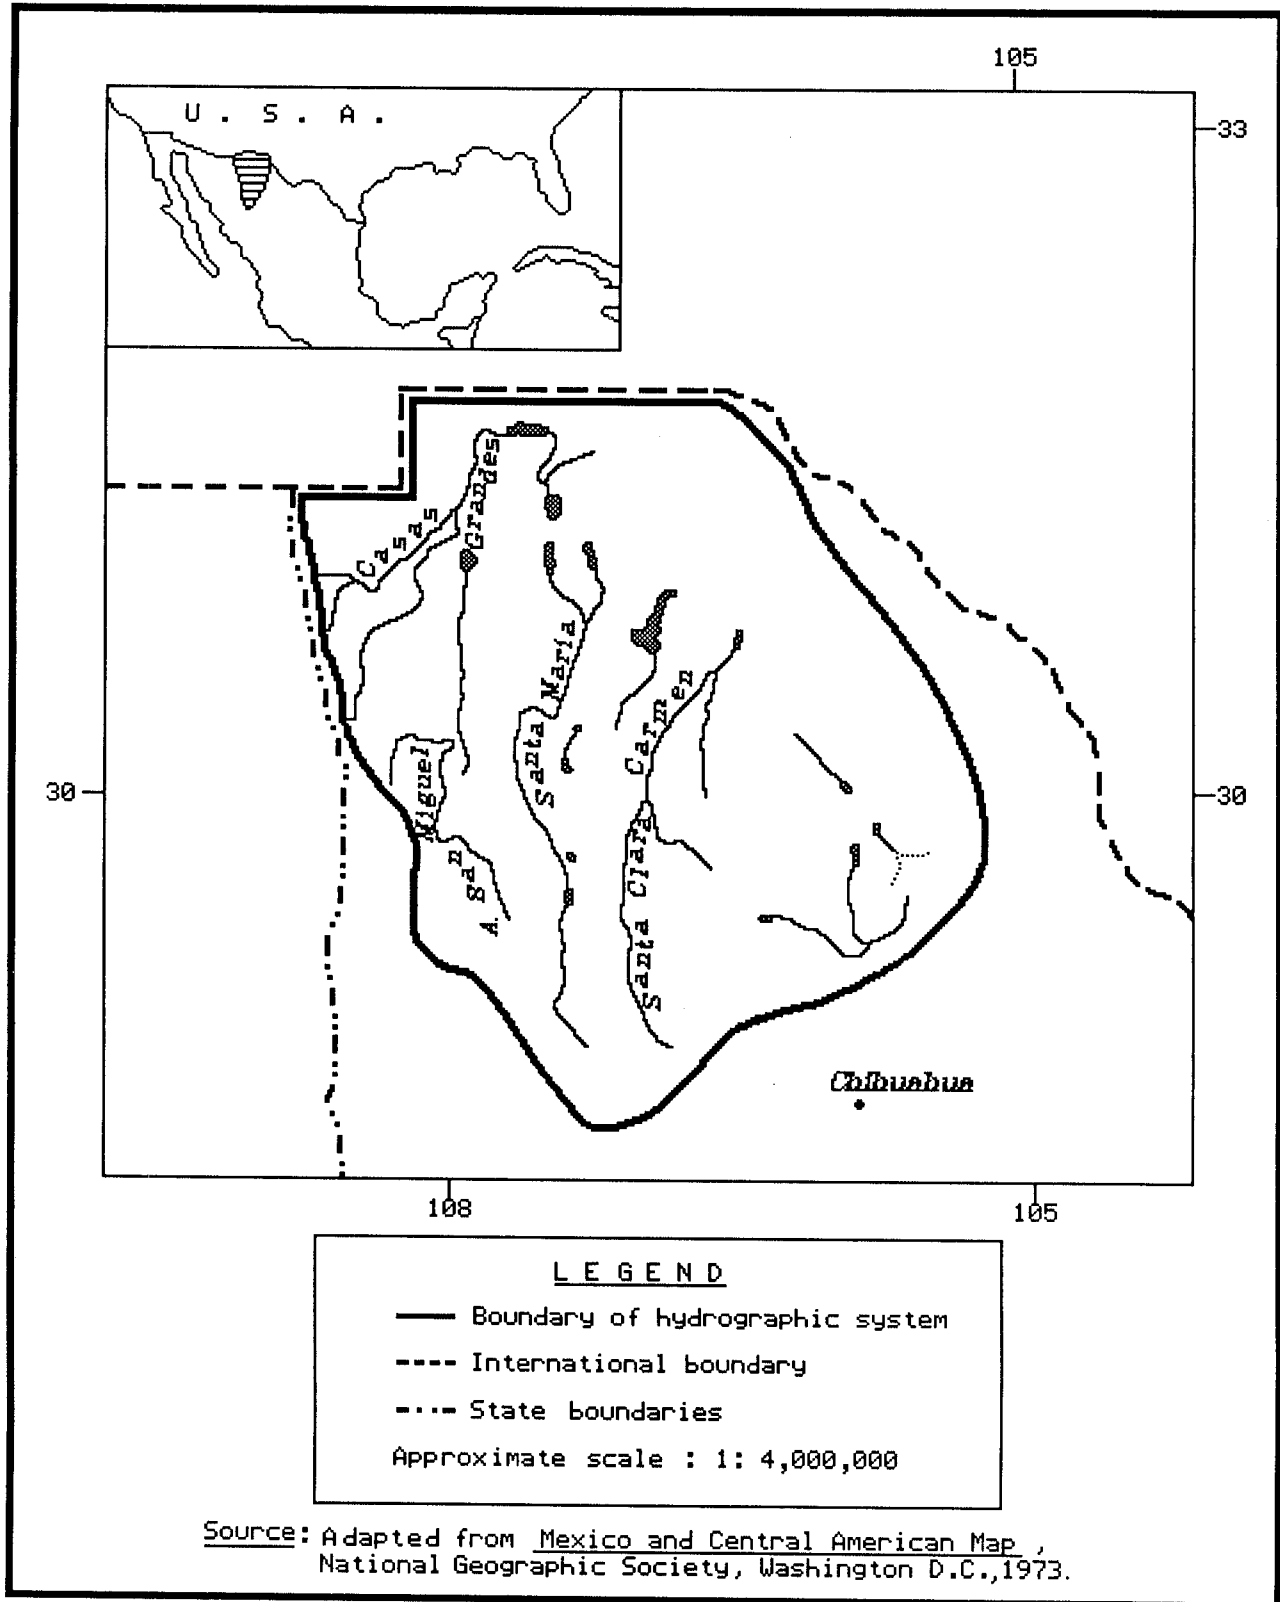 105
U . S . A .
33
Casas
Grandes
Santa Maria
Carmen
A. San Miguel
Santa Clara
30
30
Chihuahua
108
105
LEGEND
Boundary of hydrographic system
International boundary
State boundaries
Approximate scale : 1: 4,000,000
Source: Adapted from Mexico and Central American Map ,
National Geographic Society, Washington D.C.,1973.